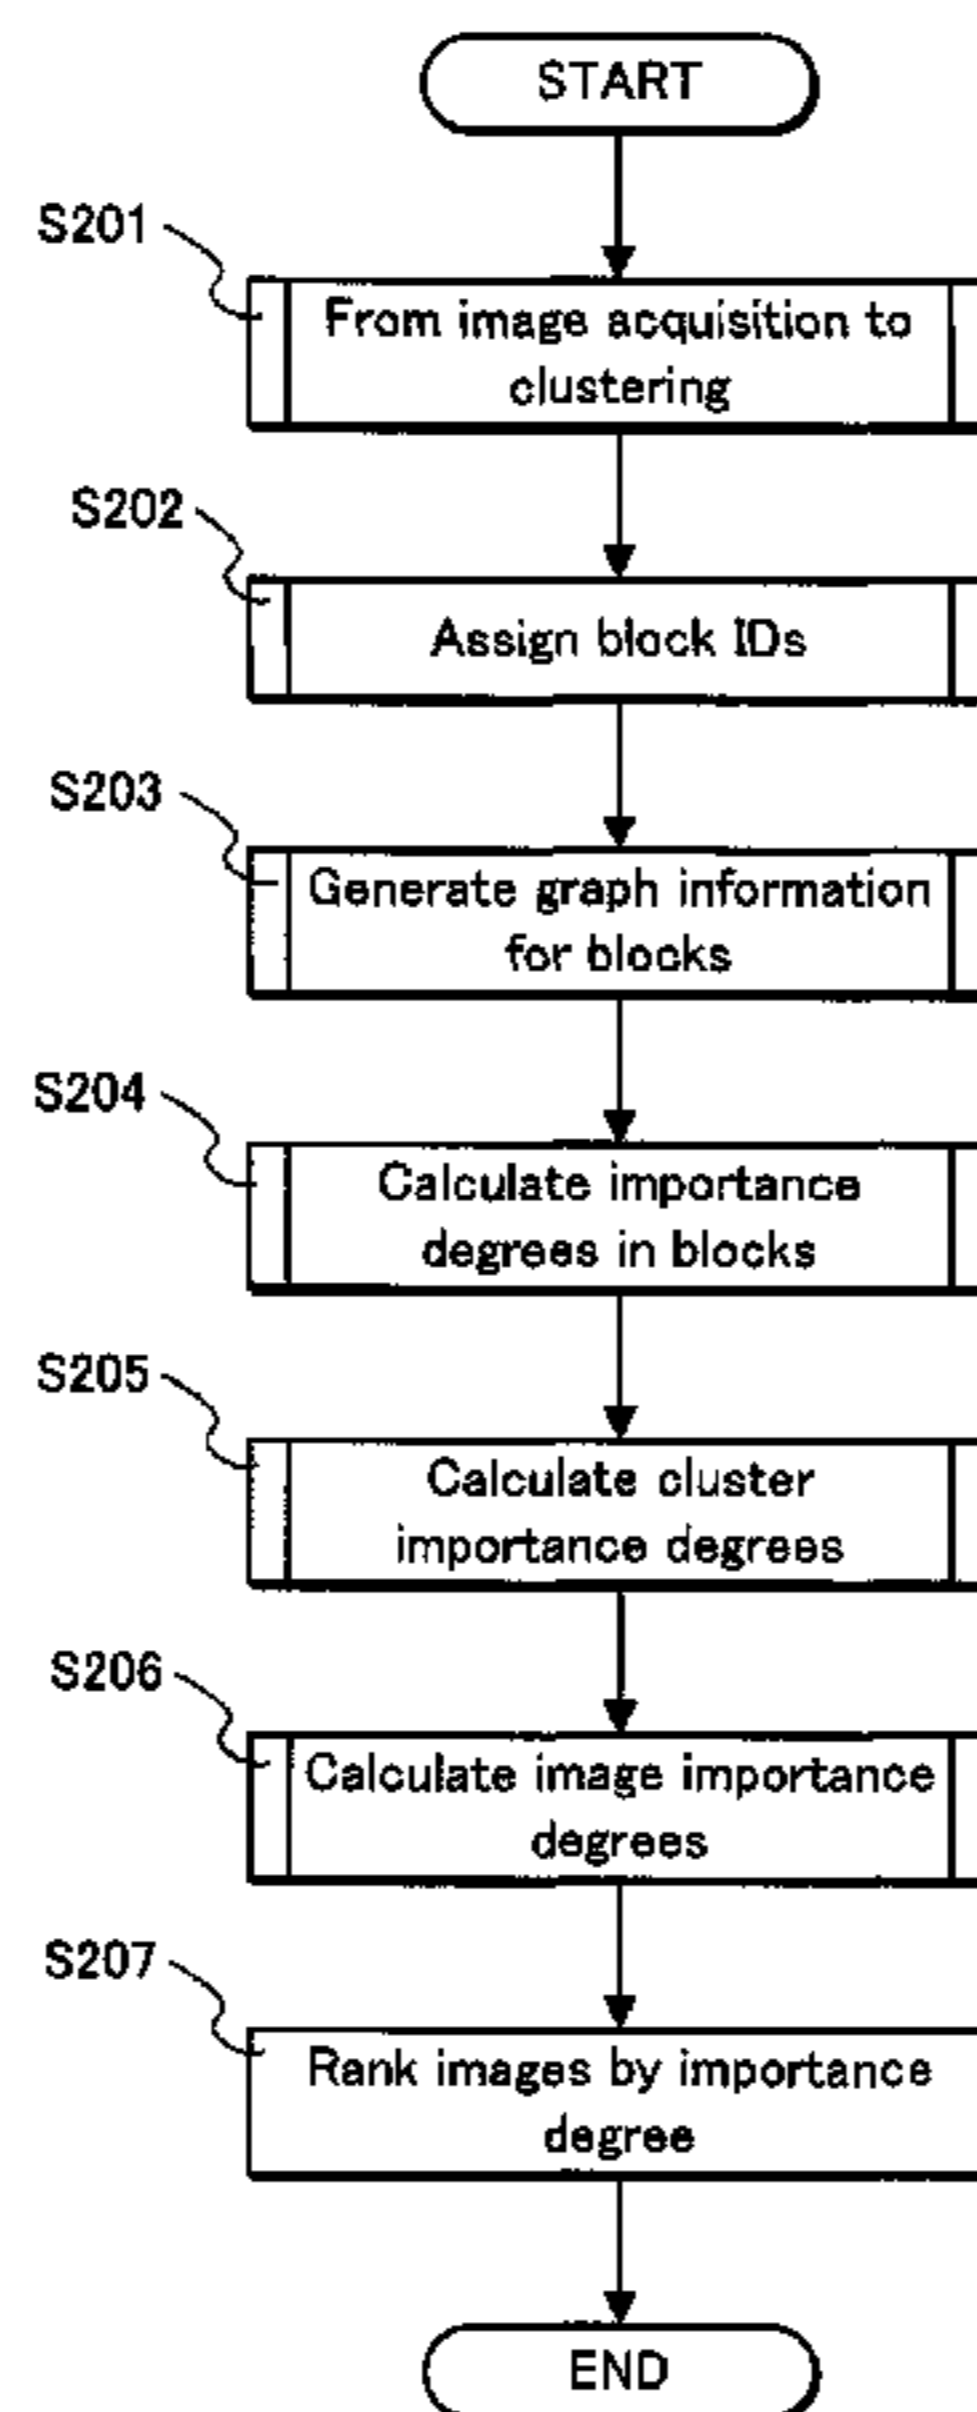 START
S201
From image acquisition to
clustering
S202
Assign block IDs
S203
Generate graph information
for blocks
S204
Calculate importance
degrees in blocks
S205
Calculate cluster
importance degrees
S206
Calculate image importance
degrees
S207
Rank images by importance
degree
END